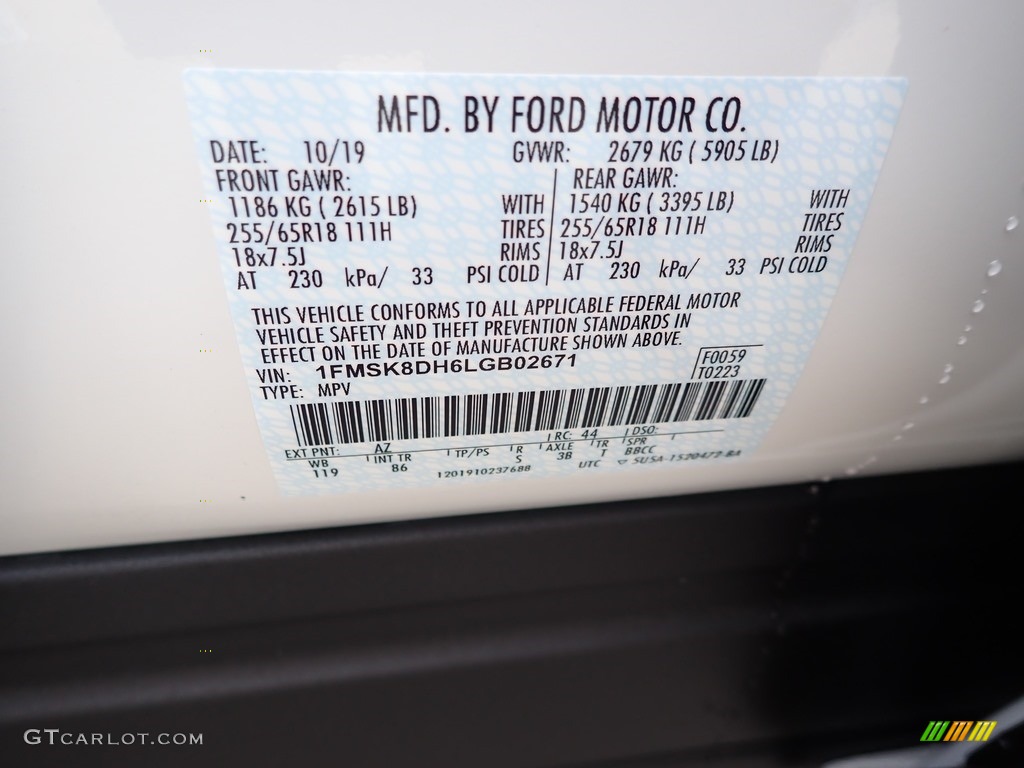 MFD. BY FORD MOTOR CO.
DATE: 10/19 GVWR: 2679 KG ( 5905 LB)
FRONT GAWR: REAR GAWR:
1186 KG ( 2615 LB) WITH 1540 KG ( 3395 LB) WITH
255/65R18 111H TIRES 255/65R18 111H TIRES
18x7.5J RIMS 18x7.5J RIMS
AT 230 kPa/ 33 PSI COLD AT 230 kPa/ 33 PSI COLD
THIS VEHICLE CONFORMS TO ALL APPLICABLE FEDERAL MOTOR
VEHICLE SAFETY AND THEFT PREVENTION STANDARDS IN
EFFECT ON THE DATE OF MANUFACTURE SHOWN ABOVE.
VIN: 1FMSK8DH6LGB02671 F0059
TYPE: MPV T0223
EXT PNT: AZ RC: 44 DSO:
WB INT TR TP/PS R AXLE TR SPR
119 86 S 3B T BBCC
1201910237688 UTC ▽ SU5A-1520472-BA
GTCARLOT.COM